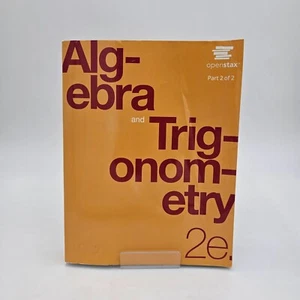 openstax
Part 2 of 2
Alg-
ebra
and
Trig-
onom-
etry
2e.